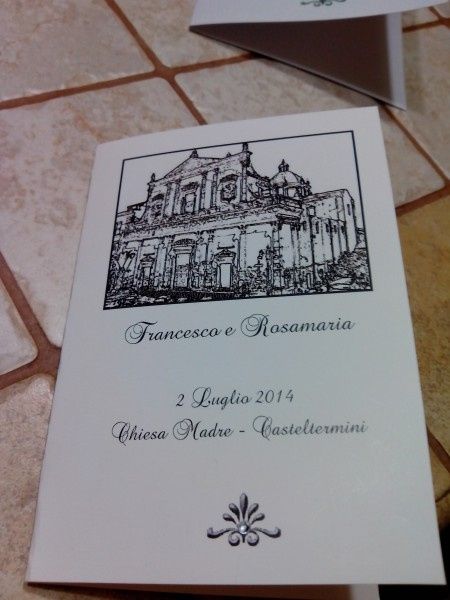 Francesco e Rosamaria
2 Luglio 2014
Chiesa Madre - Casteltermini